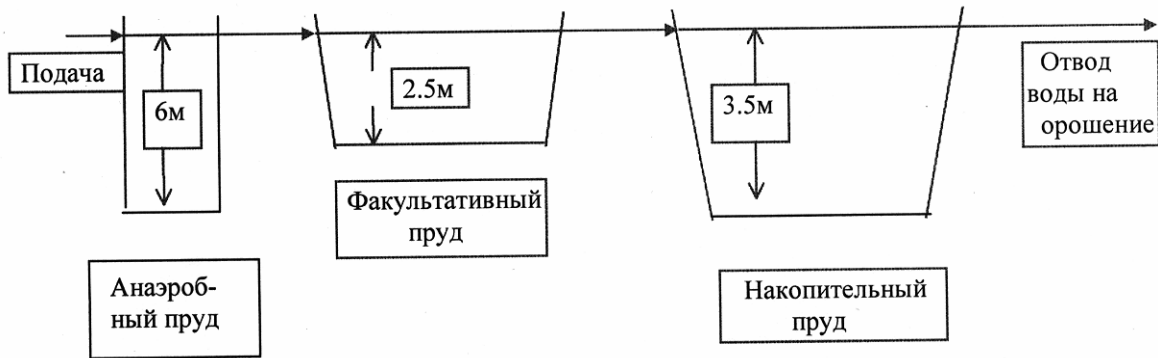 Подача
6м
2.5м
3.5м
Отвод
воды на
орошение
Факультативный
пруд
Анаэроб-
ный пруд
Накопительный
пруд